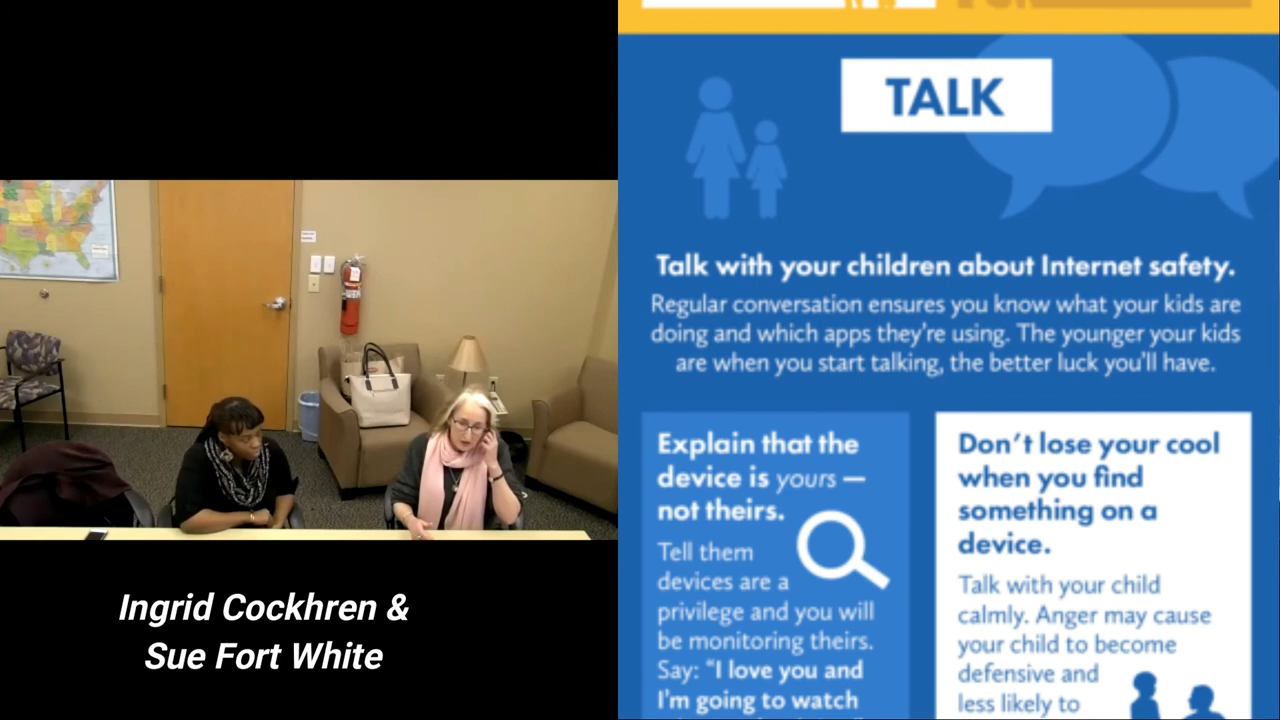 Ingrid Cockhren &
Sue Fort White
TALK
Talk with your children about Internet safety.
Regular conversation ensures you know what your kids are
doing and which apps they're using. The younger your kids
are when you start talking, the better luck you'll have.
Explain that the
device is yours —
not theirs.
Tell them
devices are a
privilege and you will
be monitoring theirs.
Say: "I love you and
I'm going to watch
Don't lose your cool
when you find
something on a
device.
Talk with your child
calmly. Anger may cause
your child to become
defensive and
less likely to